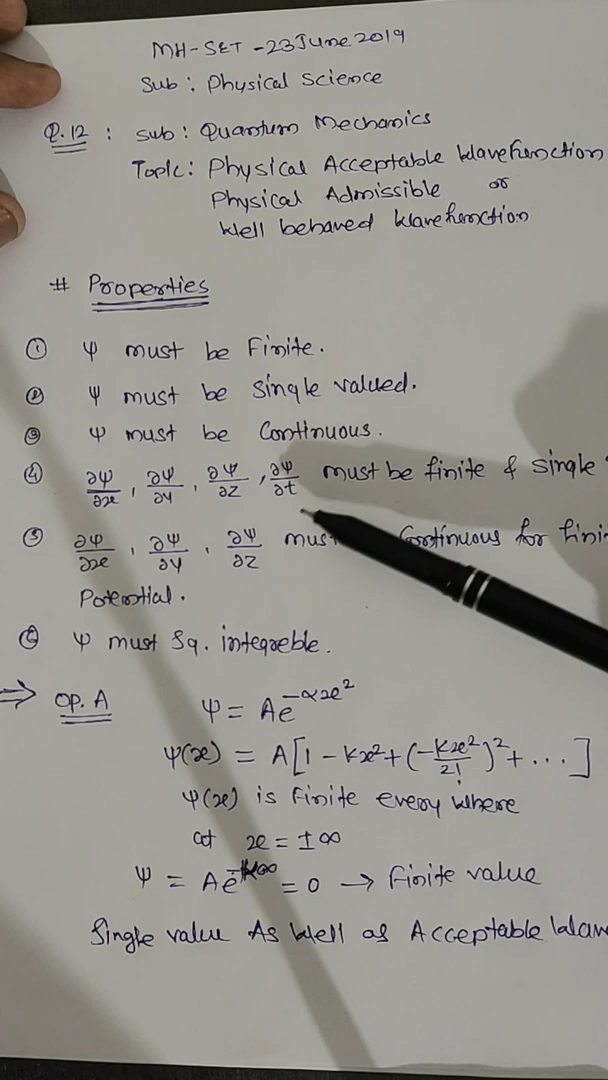 MH-SET - 23 June 2019
Sub : Physical Science
Q.12 : Sub : Quantum Mechanics
Topic : Physical Acceptable Wavefunction
Physical Admissible or
Well behaved Wavefunction
# Properties
① ψ must be Finite.
② ψ must be single valued.
③ ψ must be Continuous.
④ ∂ψ/∂x , ∂ψ/∂y , ∂ψ/∂z , ∂ψ/∂t must be finite & single
⑤ ∂ψ/∂x , ∂ψ/∂y , ∂ψ/∂z Continuous for
Potential.
⑥ ψ must Sq. integreble.
⇒ OP. A ψ = Ae^{-αx²}
ψ(x) = A[1 - Kx² + (-Kx²/2!)² + ...]
ψ(x) is Finite every where
at x = ±∞
ψ = Ae = 0 → Finite value
Single value As Well as Acceptable